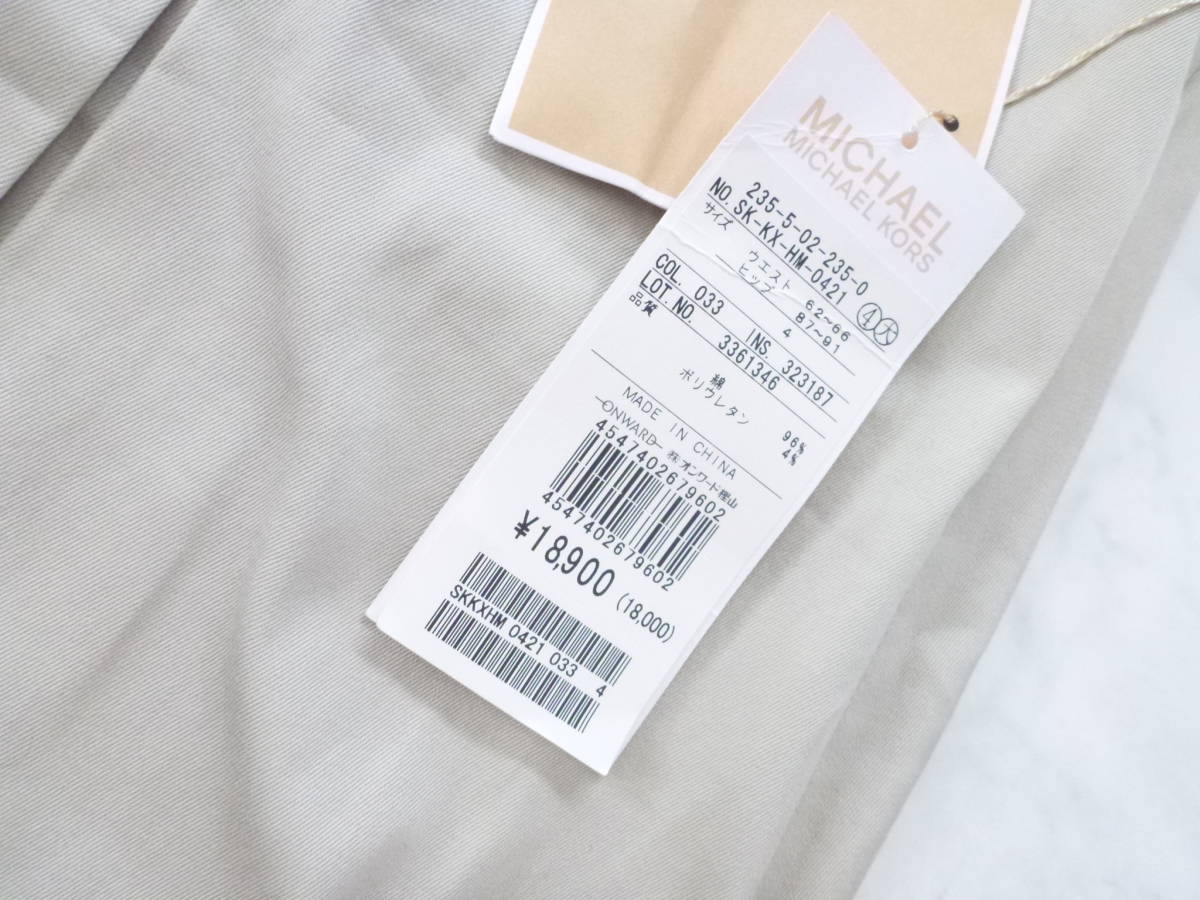 MICHAEL
MICHAEL KORS
235-5-02-235-0
NO. SK-KX-HM-0421 ④大
サイズ ウエスト 62~66
ヒップ 87~91
4
COL. 033 INS. 323187
LOT. NO. 3361346
品質
綿 96%
ポリウレタン 4%
MADE IN CHINA
ONWARD ㈱オンワード樫山
4547402679602
4547402679602
¥18,900 (18,000)
SKKXHM 0421 033 4